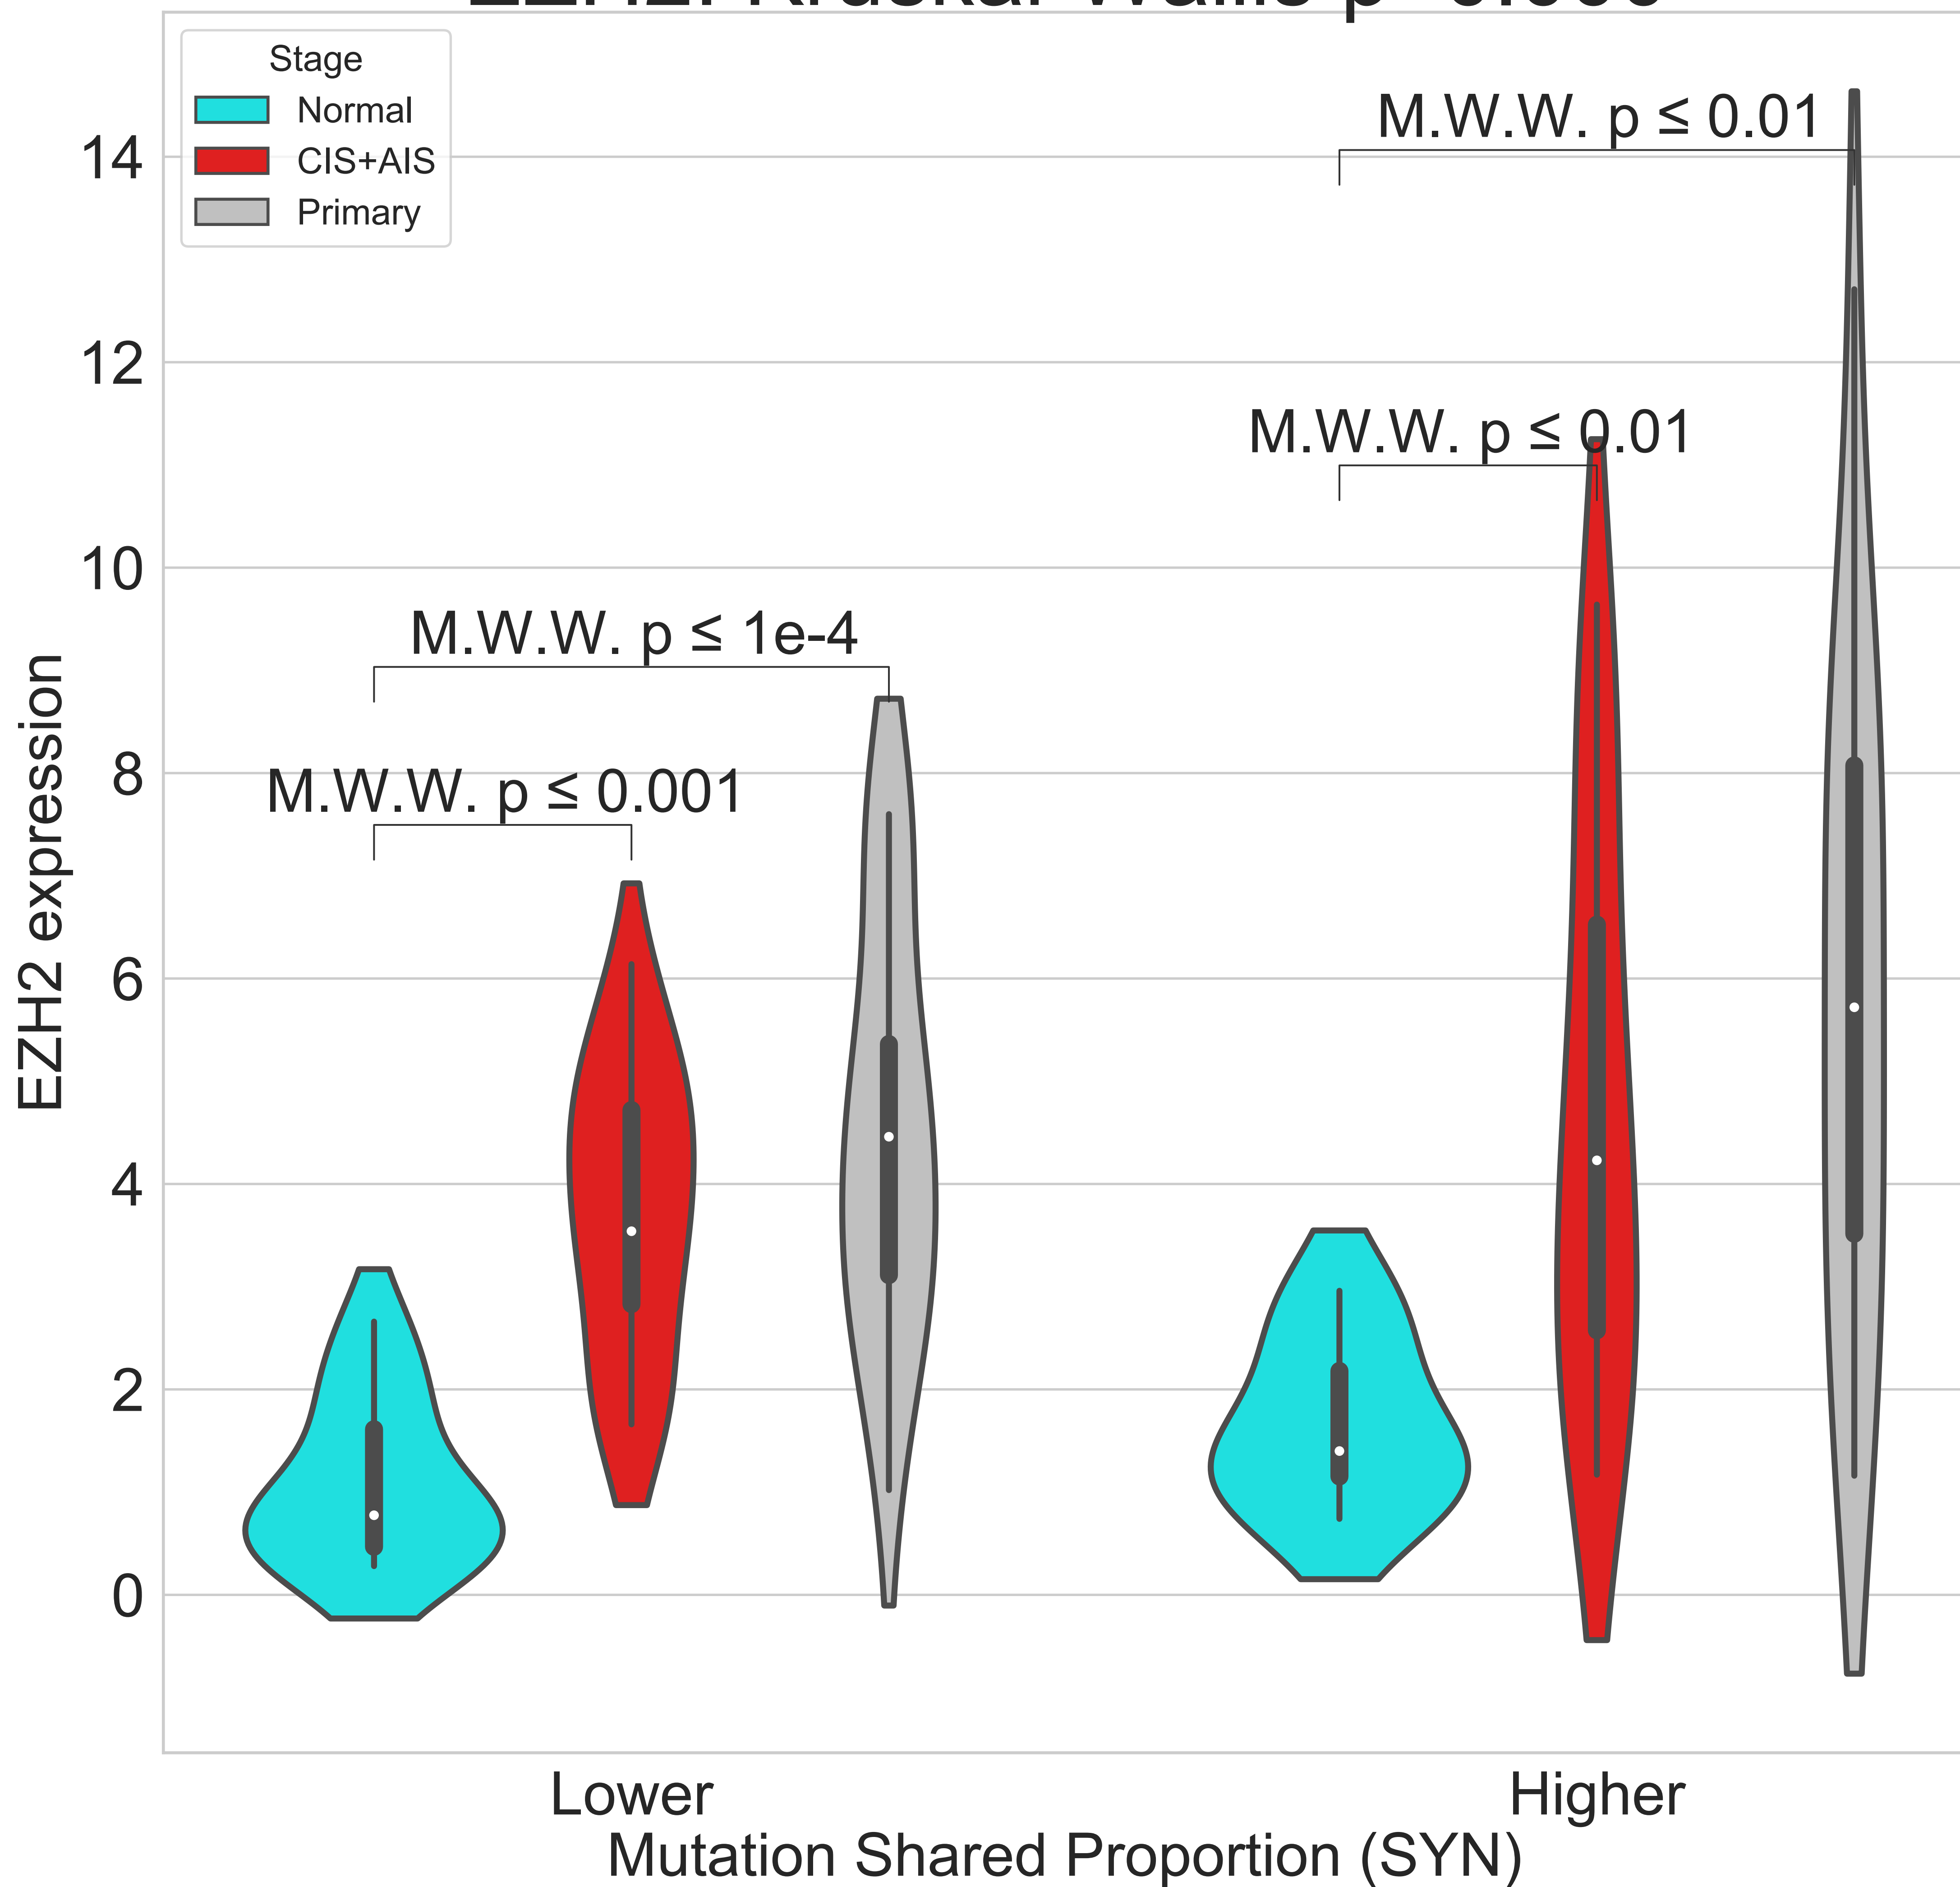 Stage
Normal
CIS+AIS
Primary
M.W.W. p ≤ 0.01
M.W.W. p ≤ 0.01
M.W.W. p ≤ 1e-4
M.W.W. p ≤ 0.001
14
12
10
8
6
4
2
0
EZH2 expression
Lower
Higher
Mutation Shared Proportion (SYN)